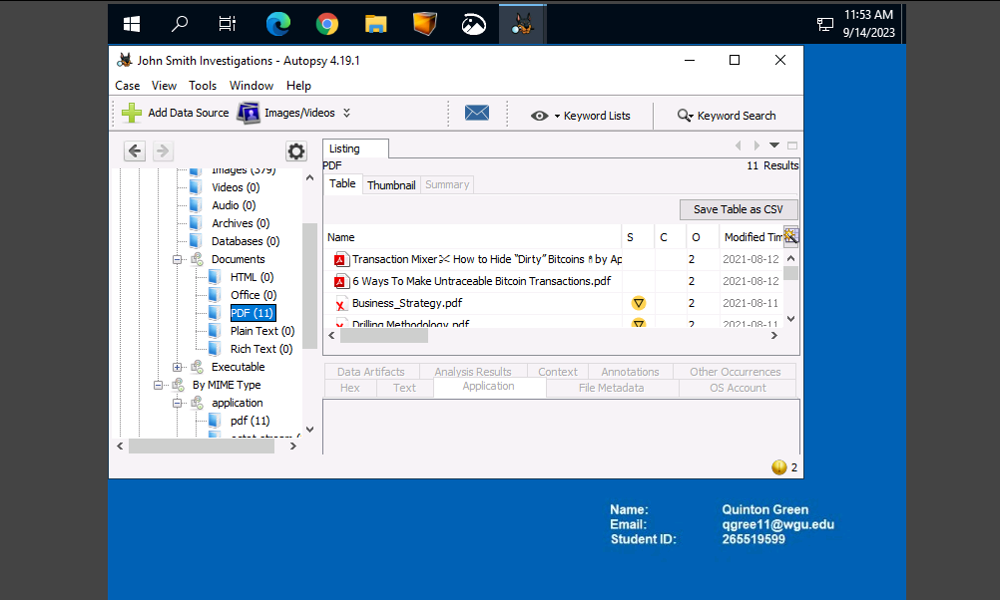 11:53 AM
9/14/2023
John Smith Investigations - Autopsy 4.19.1
Case View Tools Window Help
Add Data Source Images/Videos Keyword Lists Keyword Search
Listing
PDF 11 Results
Table Thumbnail Summary
Save Table as CSV
Name S C O Modified Tim
Transaction Mixer✂ How to Hide "Dirty" Bitcoins by Ap 2 2021-08-12
6 Ways To Make Untraceable Bitcoin Transactions.pdf 2 2021-08-12
Business_Strategy.pdf 2 2021-08-11
Drilling Methodology.pdf 2 2021-08-11
Images (379)
Videos (0)
Audio (0)
Archives (0)
Databases (0)
Documents
HTML (0)
Office (0)
PDF (11)
Plain Text (0)
Rich Text (0)
Executable
By MIME Type
application
pdf (11)
octet-stream (
Data Artifacts Analysis Results Context Annotations Other Occurrences
Hex Text Application File Metadata OS Account
2
Name: Quinton Green
Email: qgree11@wgu.edu
Student ID: 265519599